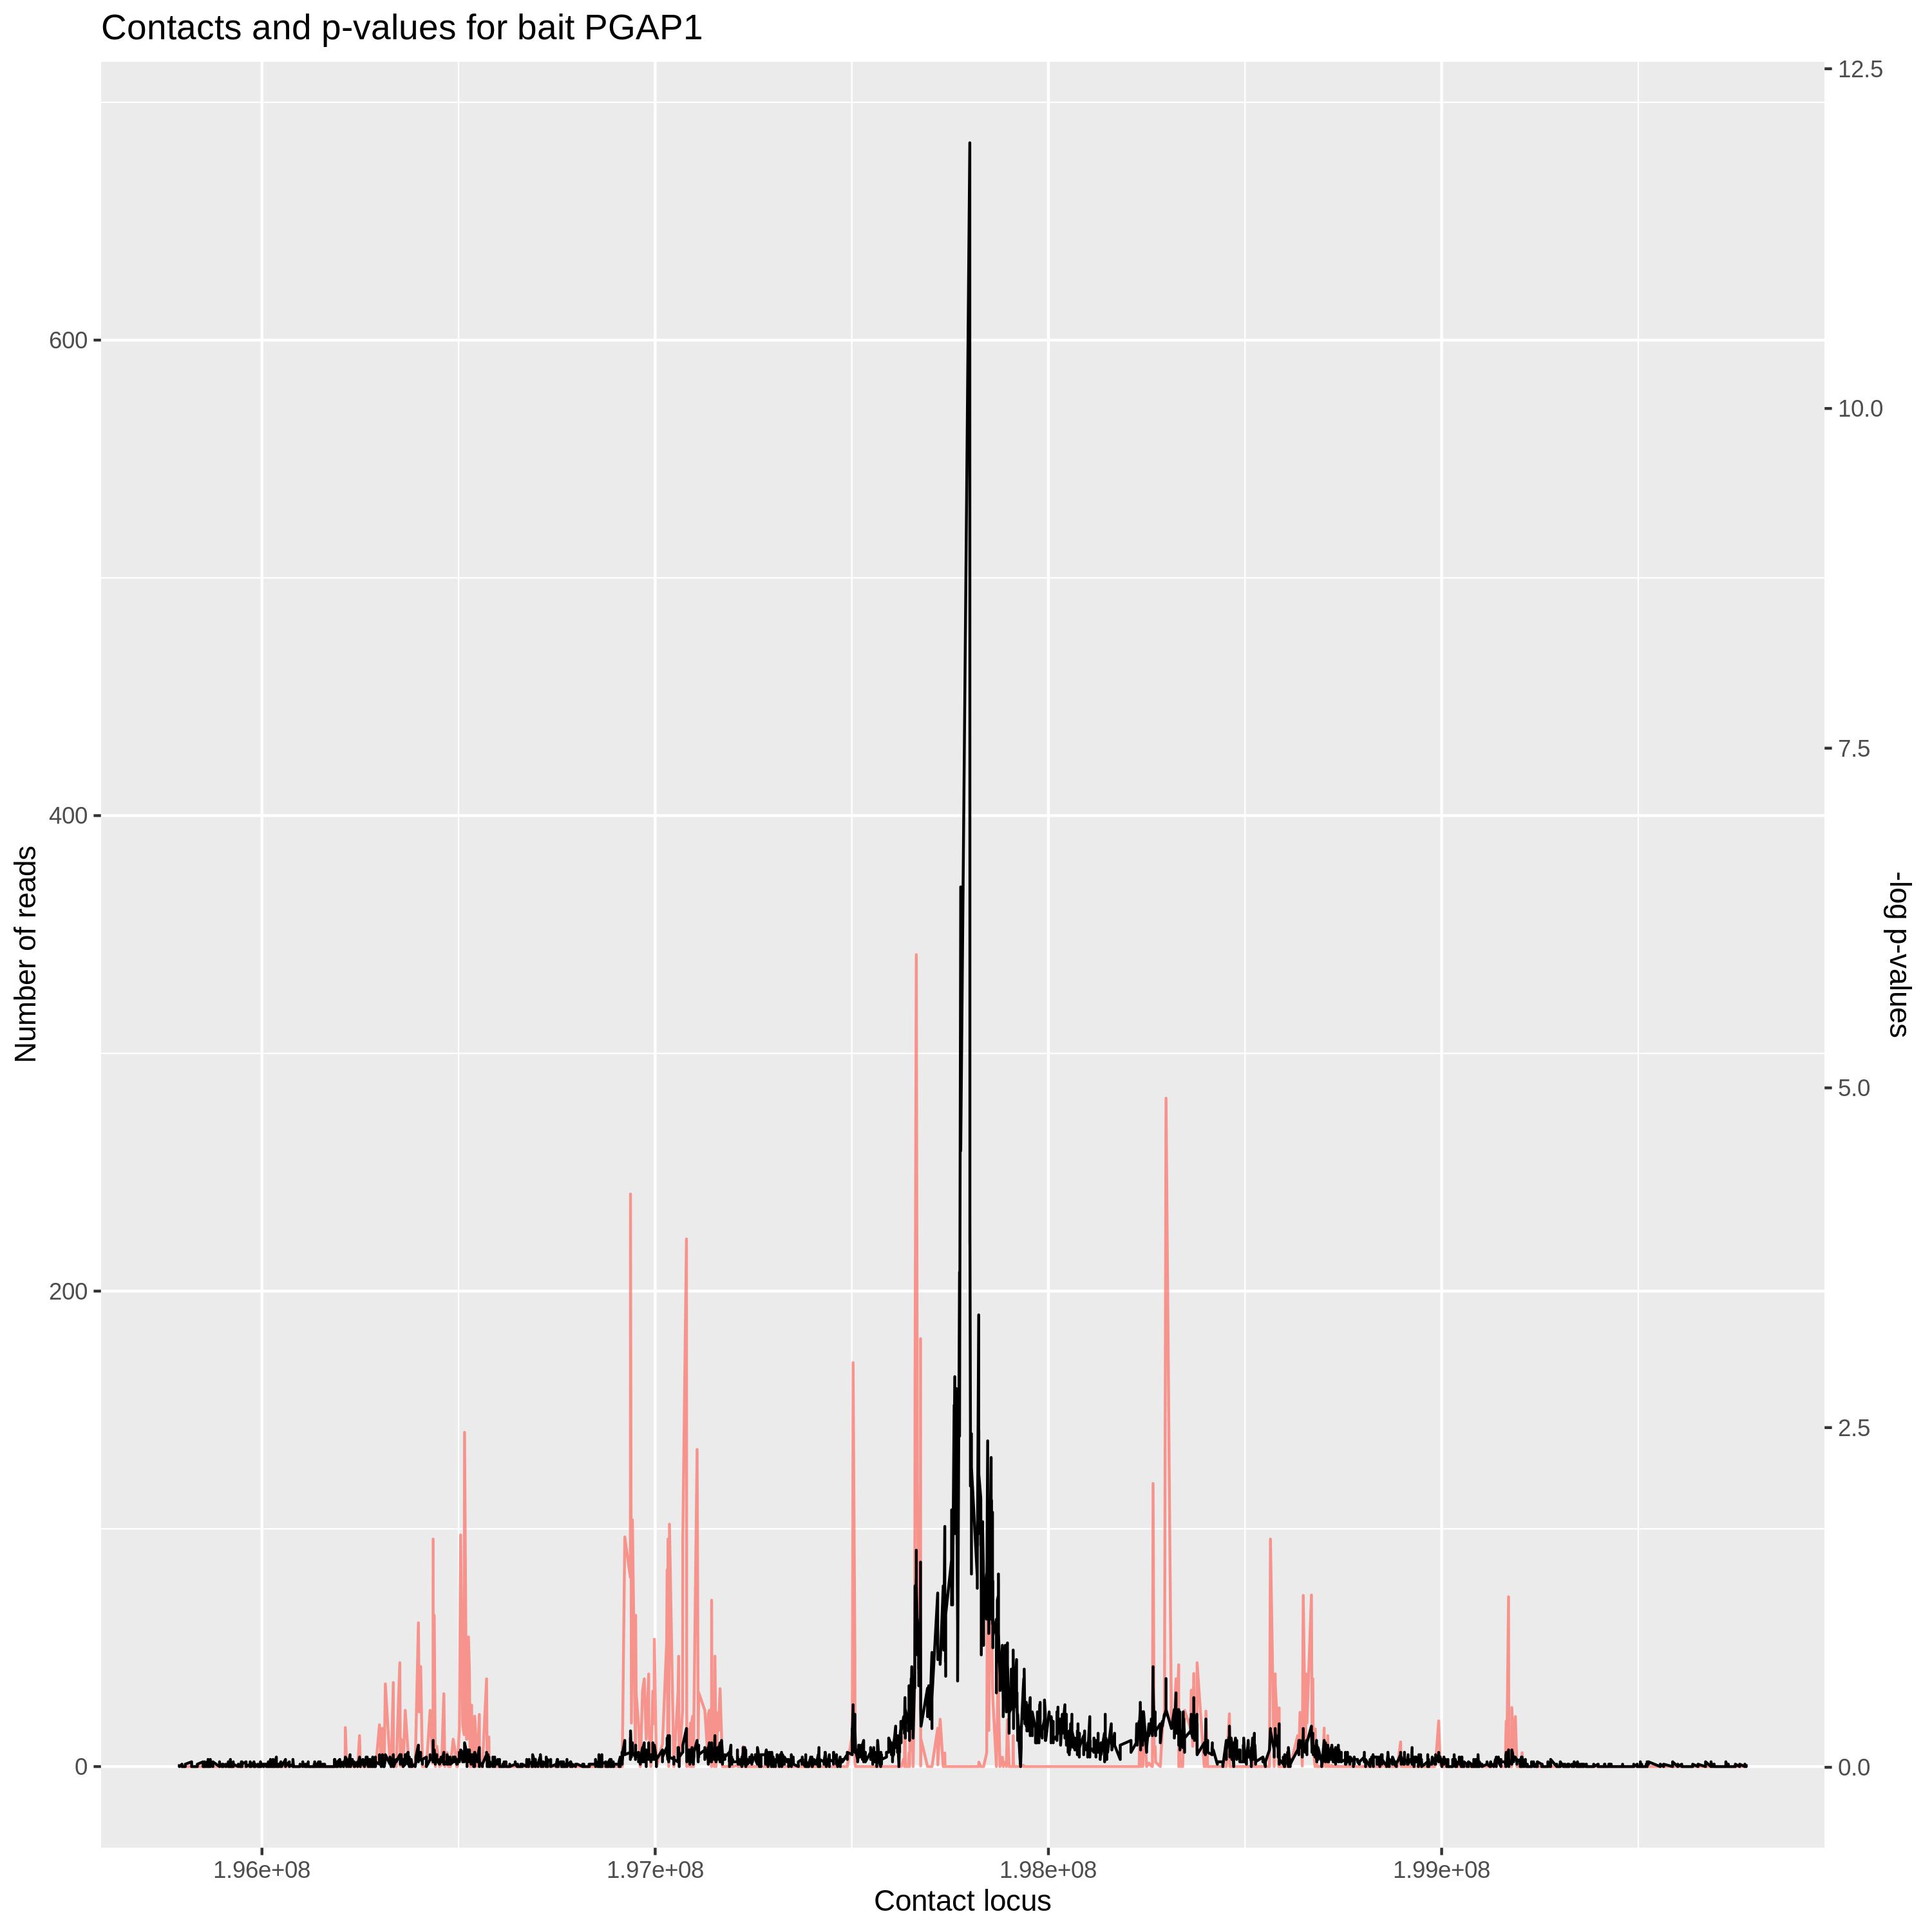 Contacts and p-values for bait PGAP1
12.5
600
10.0
7.5
400
Number of reads
-log p-values
5.0
200
2.5
0
0.0
1.96e+08 1.97e+08 1.98e+08 1.99e+08
Contact locus